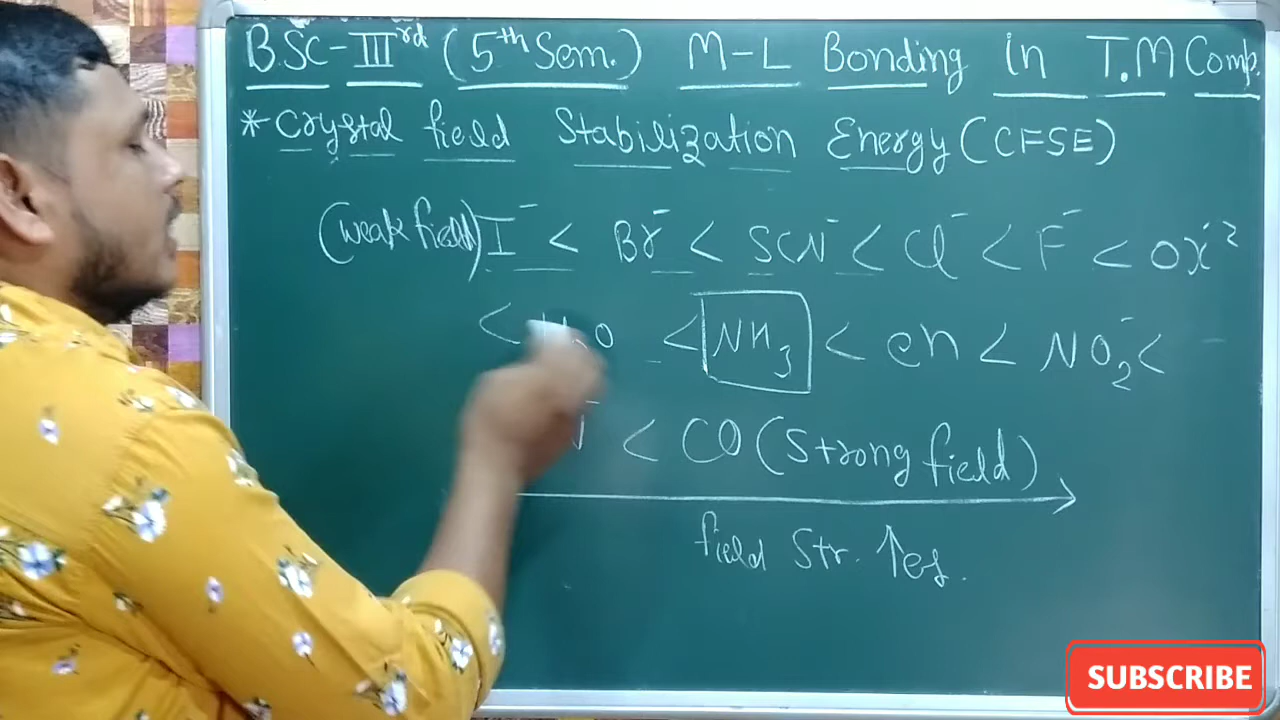 B.SC-IIIrd (5th Sem.) M-L Bonding in T.M Comp.
* Crystal field Stabilization Energy (CFSE)
(weak field) I- < Br- < SCN- < Cl- < F- < OX-2
< H2O < NH3 < en < NO2- <
< CO (Strong field)
field Str. ↑es.
SUBSCRIBE